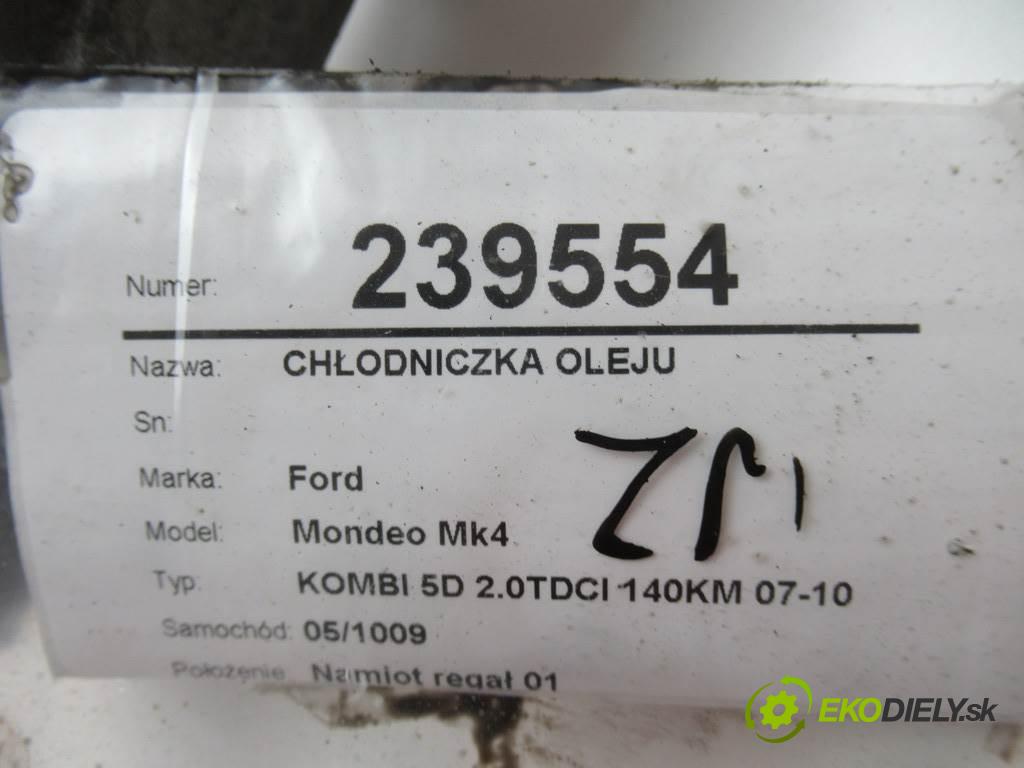 Numer: 239554
Nazwa: CHŁODNICZKA OLEJU
Sn:
Marka: Ford
Model: Mondeo Mk4
Typ: KOMBI 5D 2.0TDCI 140KM 07-10
Samochód: 05/1009
Położenie Namiot regał 01
EKODIELY.sk